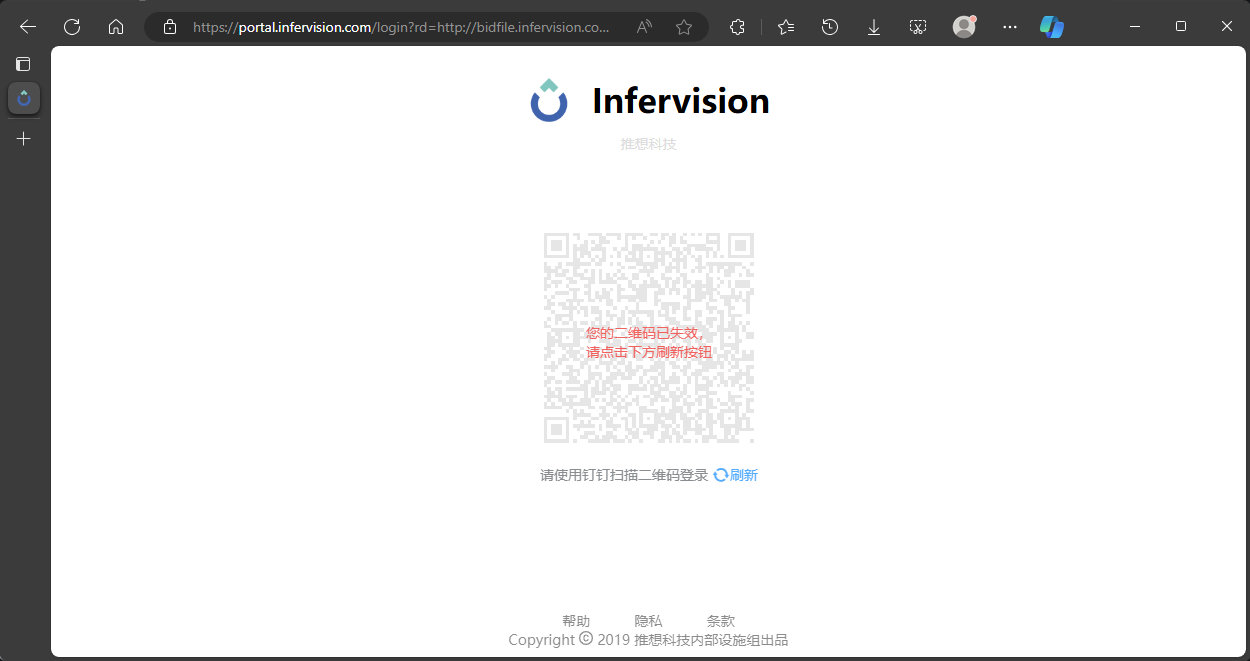 https://portal.infervision.com/login?rd=http://bidfile.infervision.co...
Infervision
推想科技
您的二维码已失效，
请点击下方刷新按钮
请使用钉钉扫描二维码登录 刷新
帮助 隐私 条款
Copyright © 2019 推想科技内部设施组出品